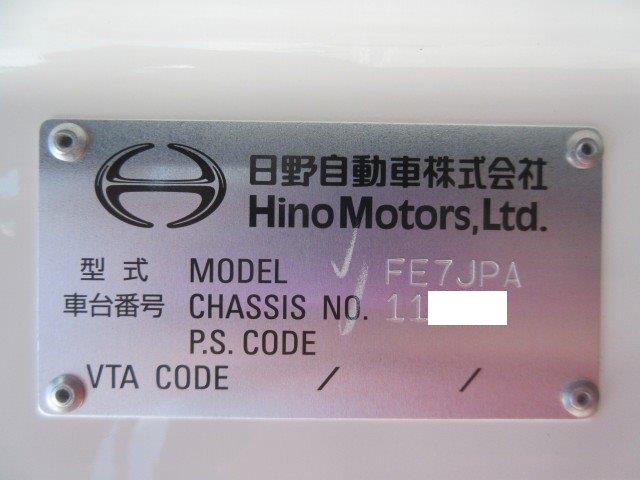 日野自動車株式会社
Hino Motors, Ltd.
型式 MODEL FE7JPA
車台番号 CHASSIS NO. 11
P.S. CODE
VTA CODE / /